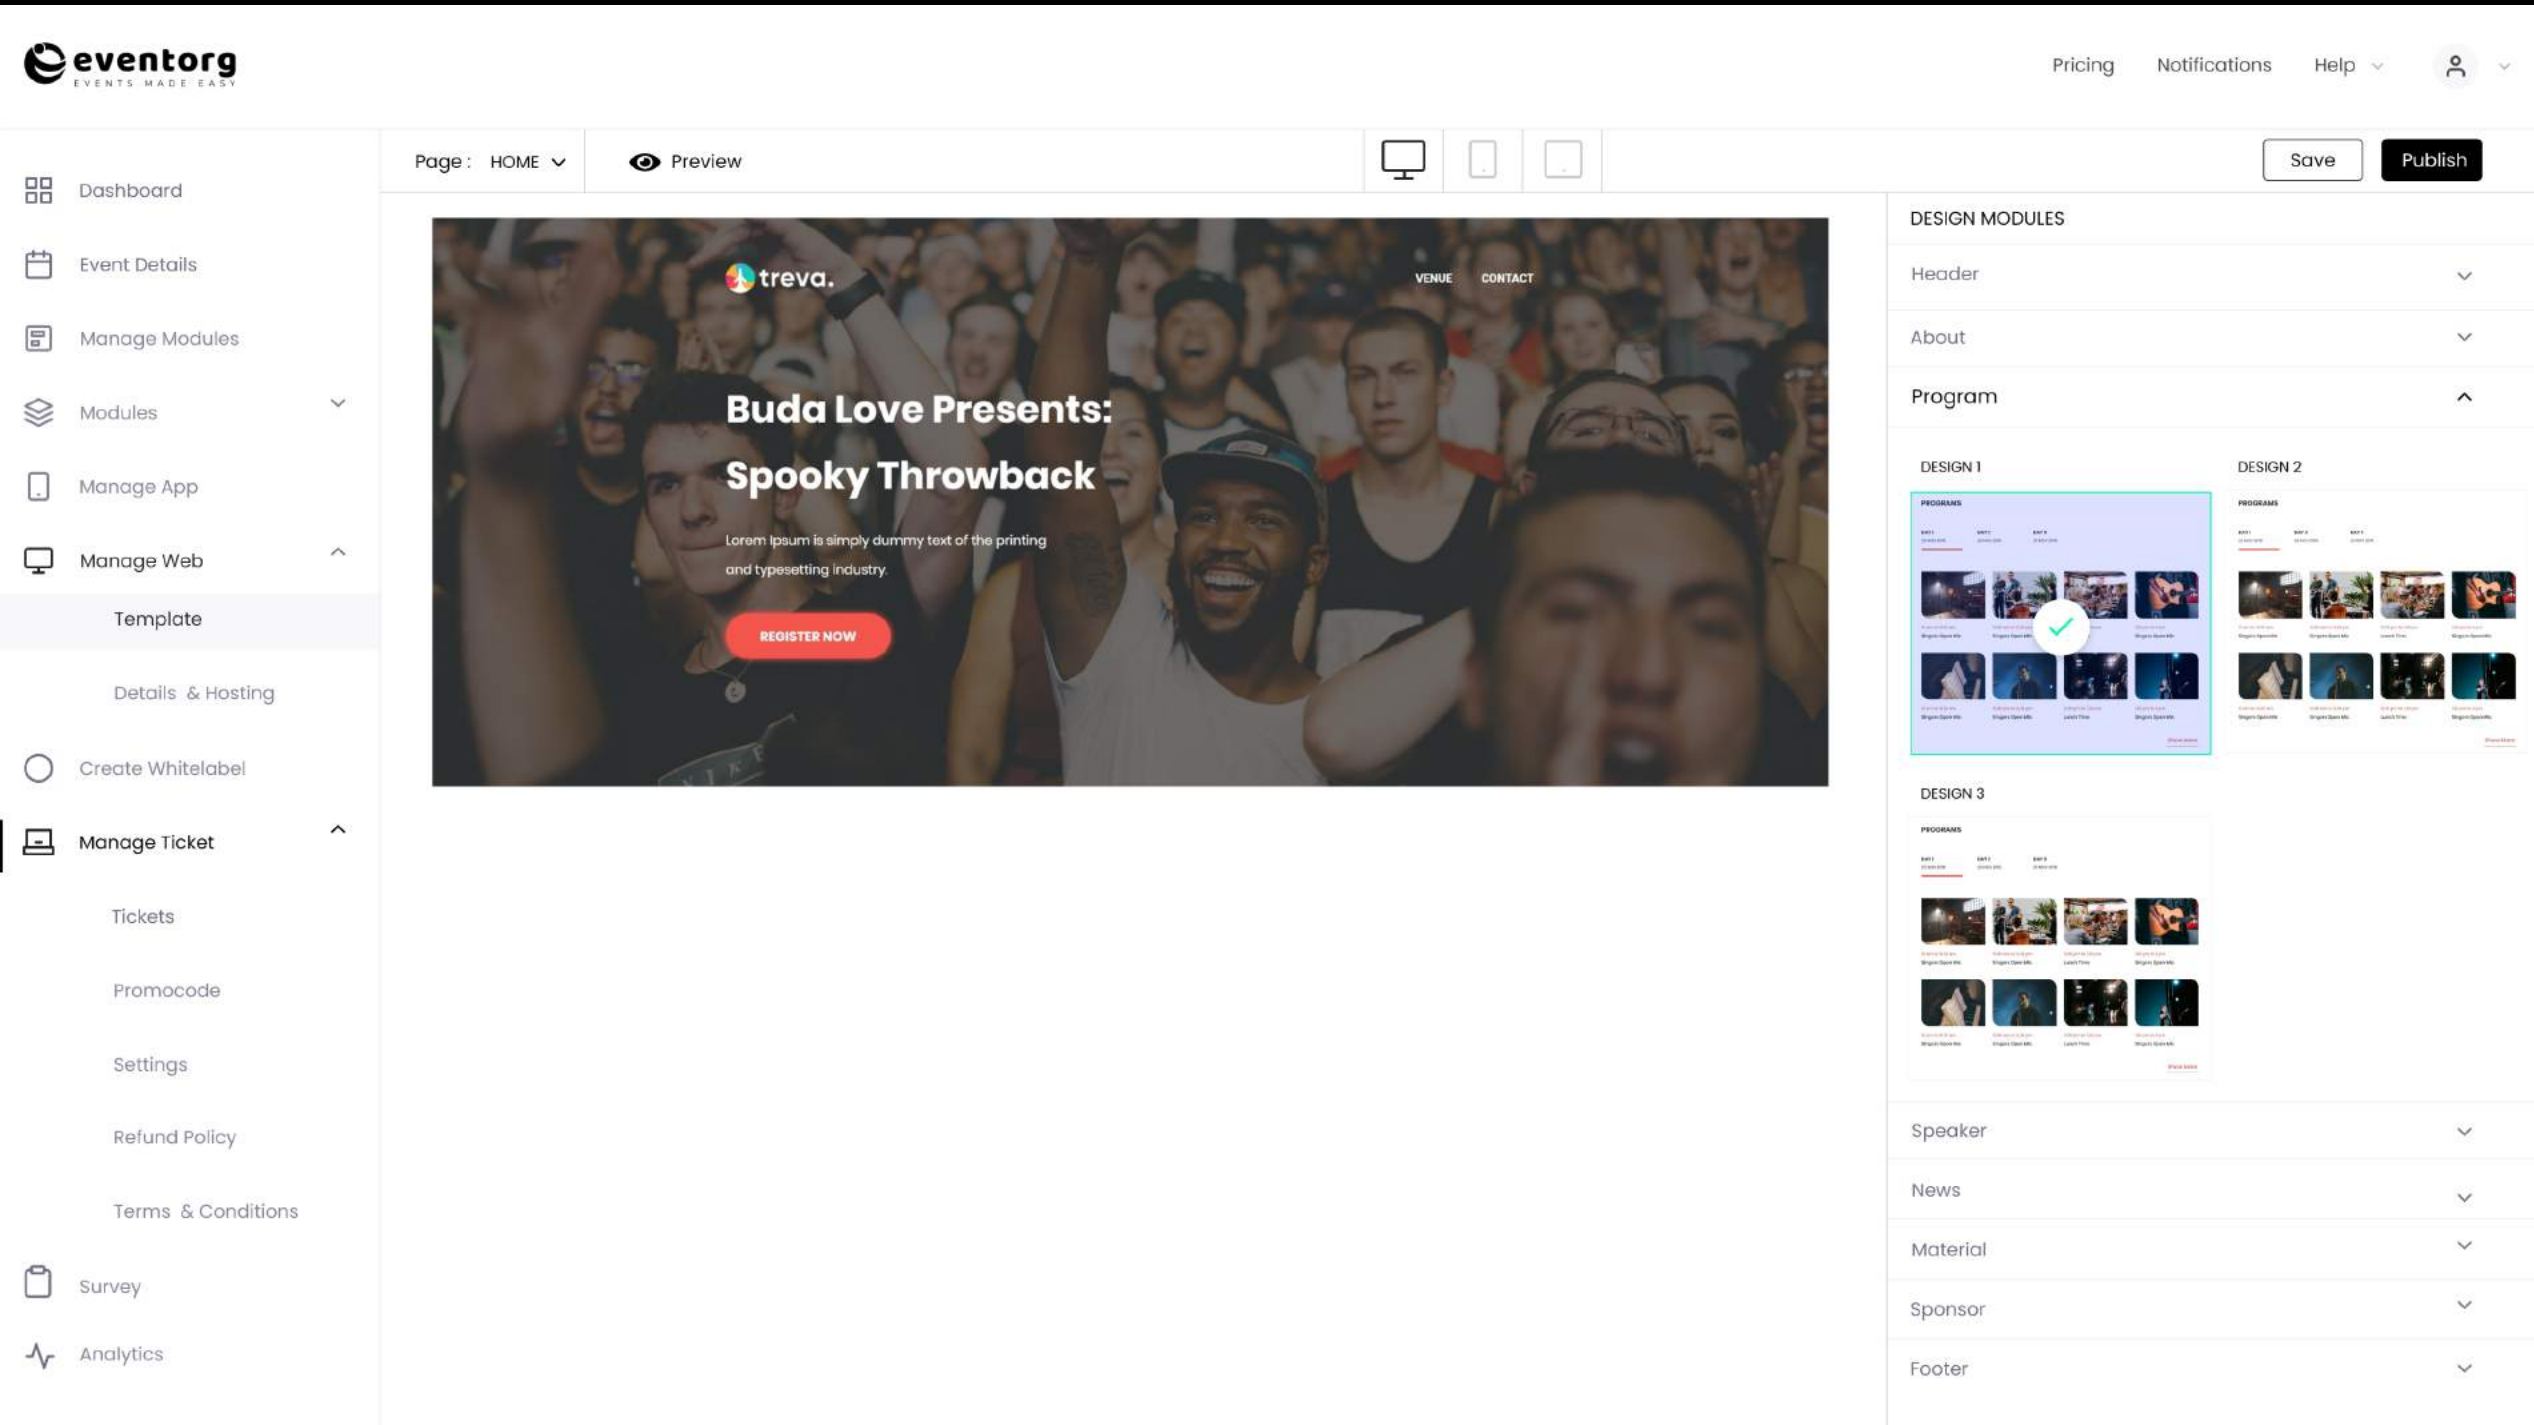 eventorg
EVENTS MADE EASY
Pricing
Notifications
Help
Dashboard
Event Details
Manage Modules
Modules
Manage App
Manage Web
Template
Details & Hosting
Create Whitelabel
Manage Ticket
Tickets
Promocode
Settings
Refund Policy
Terms & Conditions
Survey
Analytics
Page : HOME
Preview
Save
Publish
treva.
VENUE
CONTACT
Buda Love Presents:
Spooky Throwback
Lorem Ipsum is simply dummy text of the printing
and typesetting industry.
REGISTER NOW
DESIGN MODULES
Header
About
Program
DESIGN 1
PROGRAMS
DESIGN 2
PROGRAMS
DESIGN 3
PROGRAMS
Speaker
News
Material
Sponsor
Footer